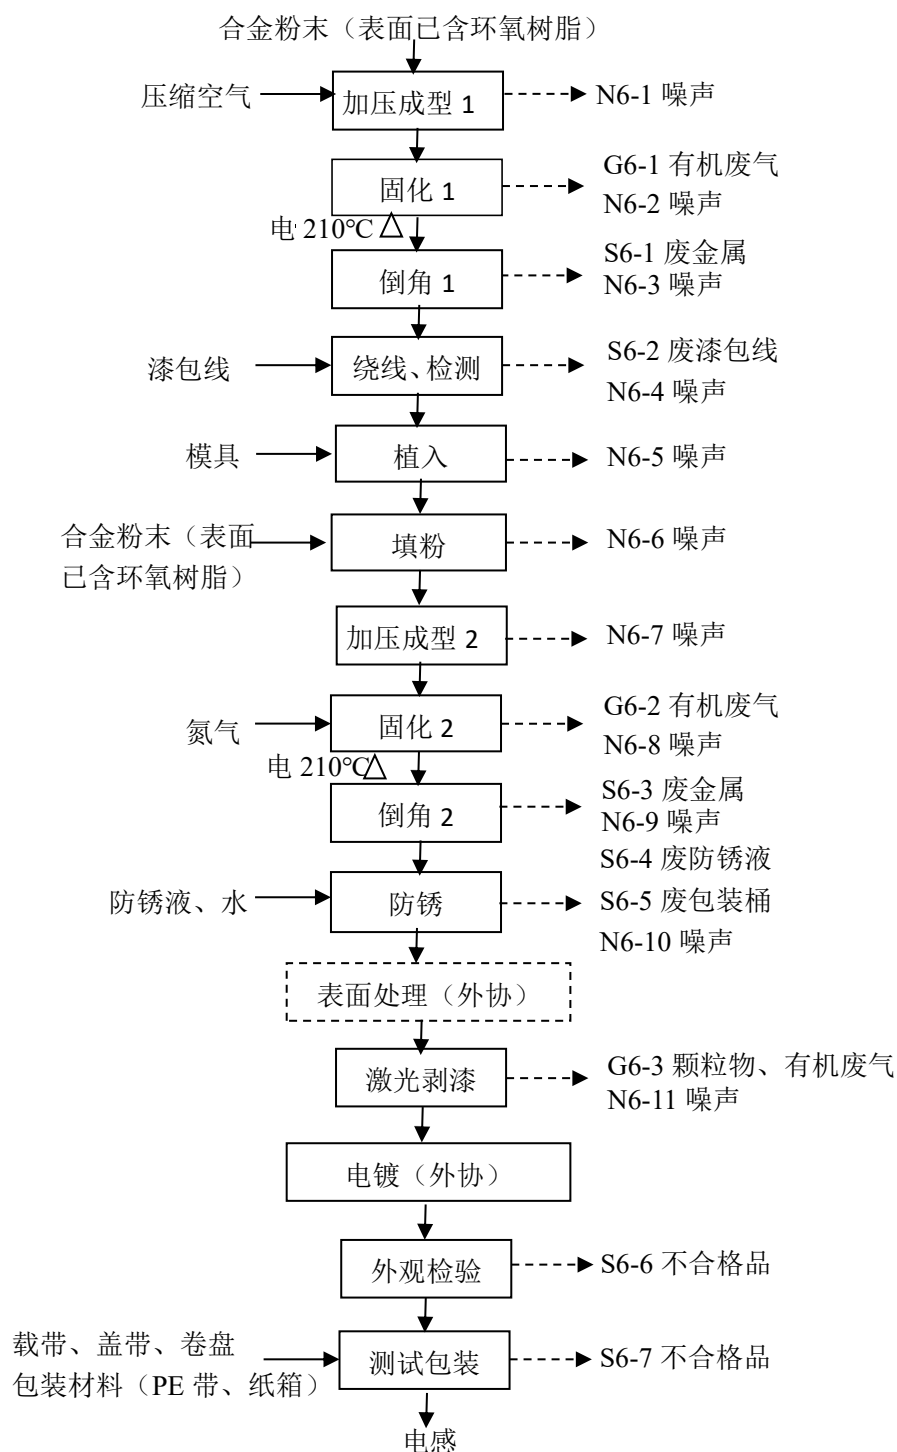 合金粉末（表面已含环氧树脂）
压缩空气
加压成型 1
N6-1 噪声
固化 1
G6-1 有机废气
N6-2 噪声
电 210℃
倒角 1
S6-1 废金属
N6-3 噪声
漆包线
绕线、检测
S6-2 废漆包线
N6-4 噪声
模具
植入
N6-5 噪声
合金粉末（表面
已含环氧树脂）
填粉
N6-6 噪声
加压成型 2
N6-7 噪声
氮气
固化 2
G6-2 有机废气
N6-8 噪声
电 210℃
倒角 2
S6-3 废金属
N6-9 噪声
防锈液、水
防锈
S6-4 废防锈液
S6-5 废包装桶
N6-10 噪声
表面处理（外协）
激光剥漆
G6-3 颗粒物、有机废气
N6-11 噪声
电镀（外协）
外观检验
S6-6 不合格品
载带、盖带、卷盘
包装材料（PE 带、纸箱）
测试包装
S6-7 不合格品
电感